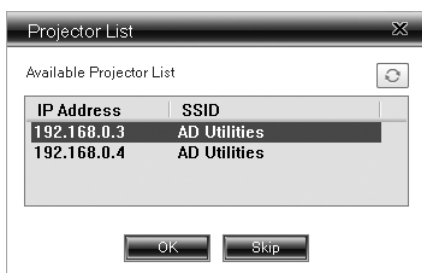 Projector List
Available Projector List
IP Address SSID
192.168.0.3 AD Utilities
192.168.0.4 AD Utilities
OK Skip